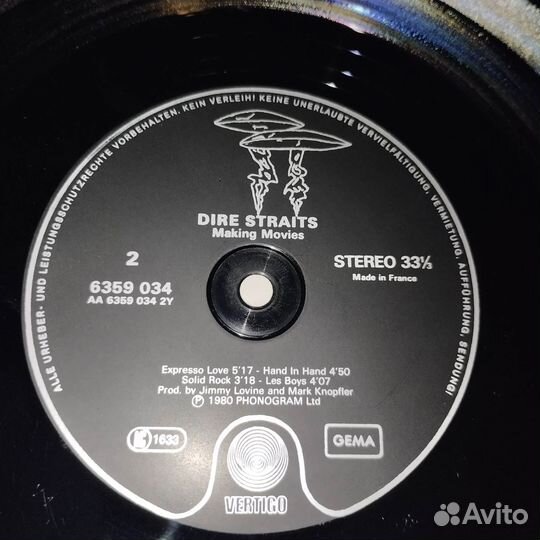 ALLE URHEBER- UND LEISTUNGSSCHUTZRECHTE VORBEHALTEN. KEIN VERLEIH! KEINE UNERLAUBTE VERVIELFÄLTIGUNG, VERMIETUNG, AUFFÜHRUNG, SENDUNG!
DIRE STRAITS
Making Movies
2
STEREO 33⅓
Made in France
6359 034
AA 6359 034 2Y
Expresso Love 5'17 - Hand In Hand 4'50
Solid Rock 3'18 - Les Boys 4'07
Prod. by Jimmy Lovine and Mark Knopfler
Ⓟ 1980 PHONOGRAM Ltd
1633
GEMA
VERTIGO
Avito